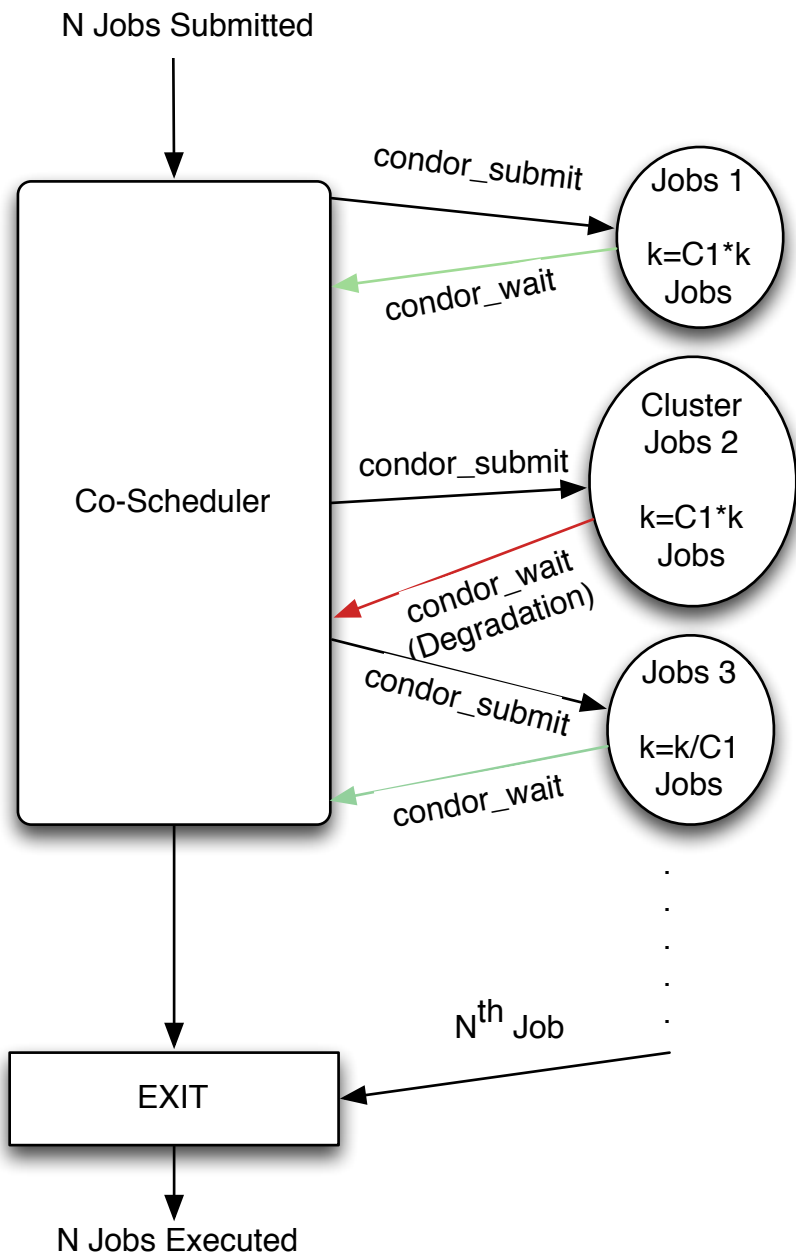 N Jobs Submitted
condor_submit
Jobs 1
k=C1*k
Jobs
condor_wait
Cluster
Jobs 2
condor_submit
k=C1*k
Jobs
Co-Scheduler
condor_wait
(Degradation)
condor_submit
Jobs 3
k=k/C1
Jobs
condor_wait
.
.
.
.
.
Nth Job
EXIT
N Jobs Executed